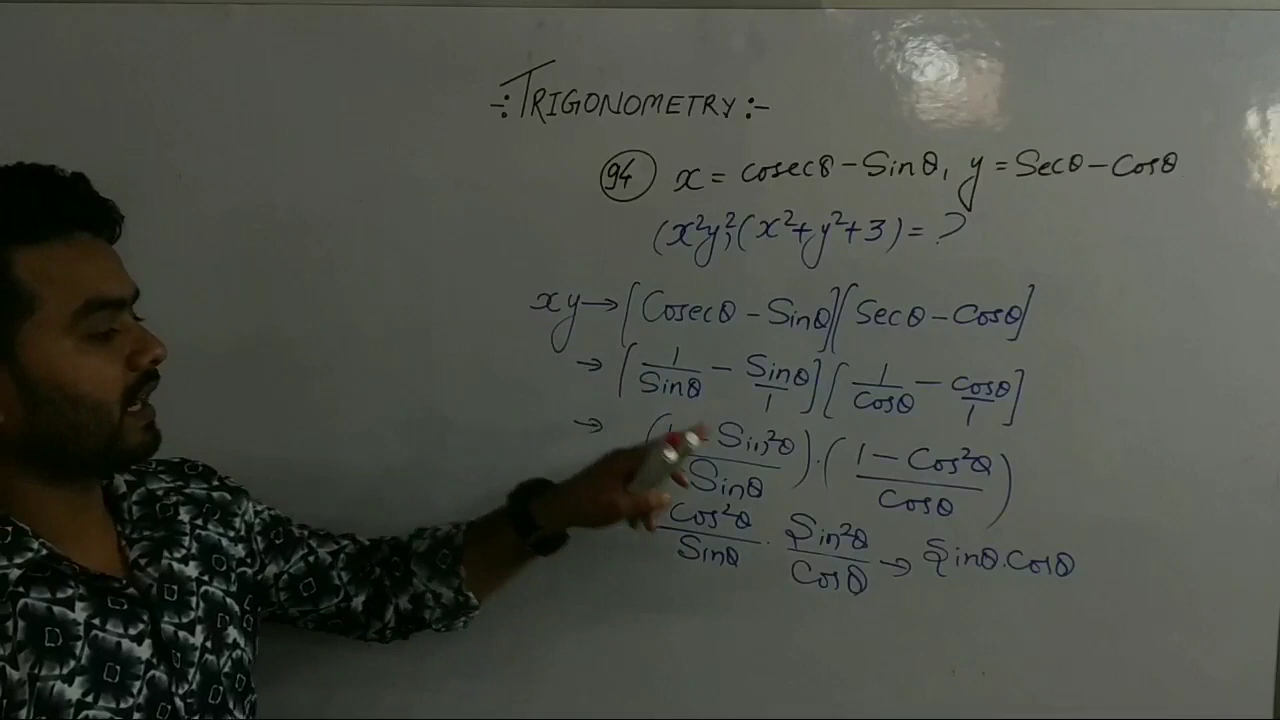 -: TRIGONOMETRY :-
(94) x = cosecθ - Sinθ, y = Secθ - Cosθ
(x²y²)(x²+y²+3) = ?
xy → [Cosecθ - Sinθ][Secθ - Cosθ]
→ [1/Sinθ - Sinθ/1][1/Cosθ - Cosθ/1]
→ ( - Sin²θ/Sinθ) · (1 - Cos²θ/Cosθ)
Cos²θ/Sinθ · Sin²θ/Cosθ → Sinθ.Cosθ